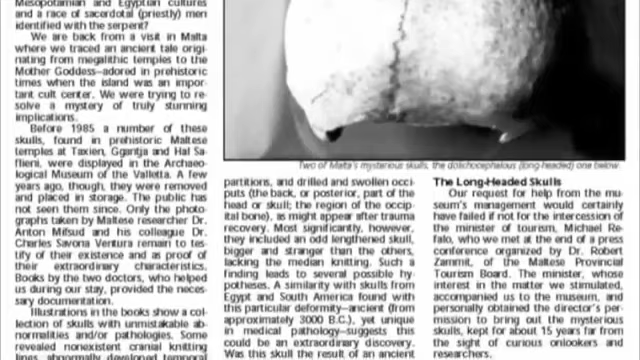 Mesopotamian and Egyptian cultures
and a race of sacerdotal (priestly) men
identified with the serpent?
We are back from a visit in Malta
where we traced an ancient tale origi-
nating from megalithic temples to the
Mother Goddess—adored in prehistoric
times when the island was an impor-
tant cult center. We were trying to re-
solve a mystery of truly stunning
implications.
Before 1985 a number of these
skulls, found in prehistoric Maltese
temples at Taxien, Ggantja and Hal Sa-
flieni, were displayed in the Archaeo-
logical Museum of the Valletta. A few
years ago, though, they were removed
and placed in storage. The public has
not seen them since. Only the photo-
graphs taken by Maltese researcher Dr.
Anton Mifsud and his colleague Dr.
Charles Savona Ventura remain to tes-
tify of their existence and as proof of
their extraordinary characteristics.
Books by the two doctors, who helped
us during our stay, provided the neces-
sary documentation.
Illustrations in the books show a col-
lection of skulls with unmistakable ab-
normalities and/or pathologies. Some
revealed nonexistent cranial knitting
lines, abnormally developed temporal
Two of Malta's mysterious skulls, the dolichocephalous (long-headed) one below.
partitions, and drilled and swollen occi-
puts (the back, or posterior, part of the
head or skull; the region of the occip-
ital bone), as might appear after trauma
recovery. Most significantly, however,
they included an odd lengthened skull,
bigger and stranger than the others,
lacking the median knitting. Such a
finding leads to several possible hy-
potheses. A similarity with skulls from
Egypt and South America found with
this particular deformity—ancient (from
approximately 3000 B.C.), yet unique
in medical pathology—suggests this
could be an extraordinary discovery.
Was this skull the result of an ancient
The Long-Headed Skulls
Our request for help from the mu-
seum's management would certainly
have failed if not for the intercession of
the minister of tourism, Michael Re-
falo, who we met at the end of a press
conference organized by Dr. Robert
Zammit, of the Maltese Provincial
Tourism Board. The minister, whose
interest in the matter we stimulated,
accompanied us to the museum, and
personally obtained the director's per-
mission to bring out the mysterious
skulls, kept for about 15 years far from
the sight of curious onlookers and
researchers.